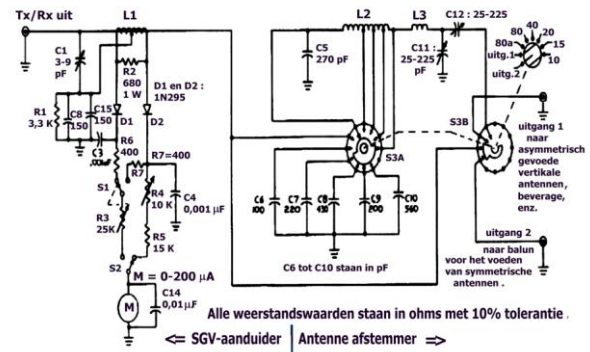 Tx/Rx uit
L1
C1
3-9
pF
R2
680
1 W
D1 en D2 :
1N295
R1
3,3 K
C8
150
C15
150
D1
D2
C3
.001µF
R6
400
R7=400
R7
S1
R4
10 K
C4
0,001 µF
R3
25K
R5
15 K
S2
M = 0-200 µA
M
C14
0,01µF
L2
L3
C12 : 25-225
C5
270 pF
C11 :
25-225
pF
S3A
S3B
C6
100
C7
220
C8
430
C9
200
C10
560
C6 tot C10 staan in pF
80
40
20
80a
15
uitg.1
10
uitg.2
uitgang 1
naar
asymmetrisch
gevoede
vertikale
antennen,
beverage,
enz.
uitgang 2
naar balun
voor het voeden
van symmetrische
antennen .
Alle weerstandswaarden staan in ohms met 10% tolerantie .
<= SGV-aanduider | Antenne afstemmer =>